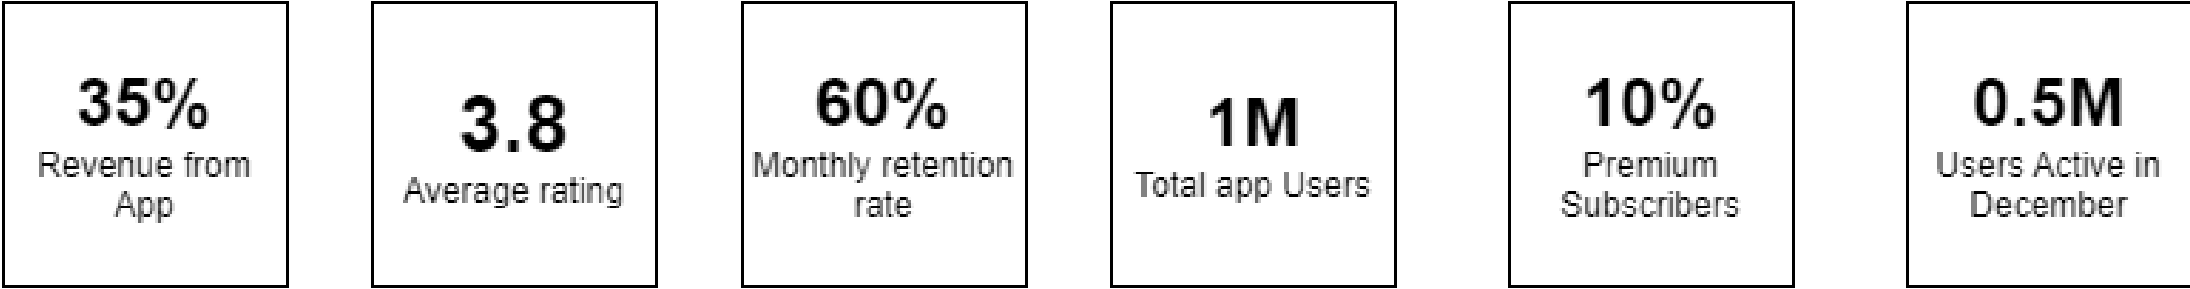 35%
Revenue from
App
3.8
Average rating
60%
Monthly retention
rate
1M
Total app Users
10%
Premium
Subscribers
0.5M
Users Active in
December